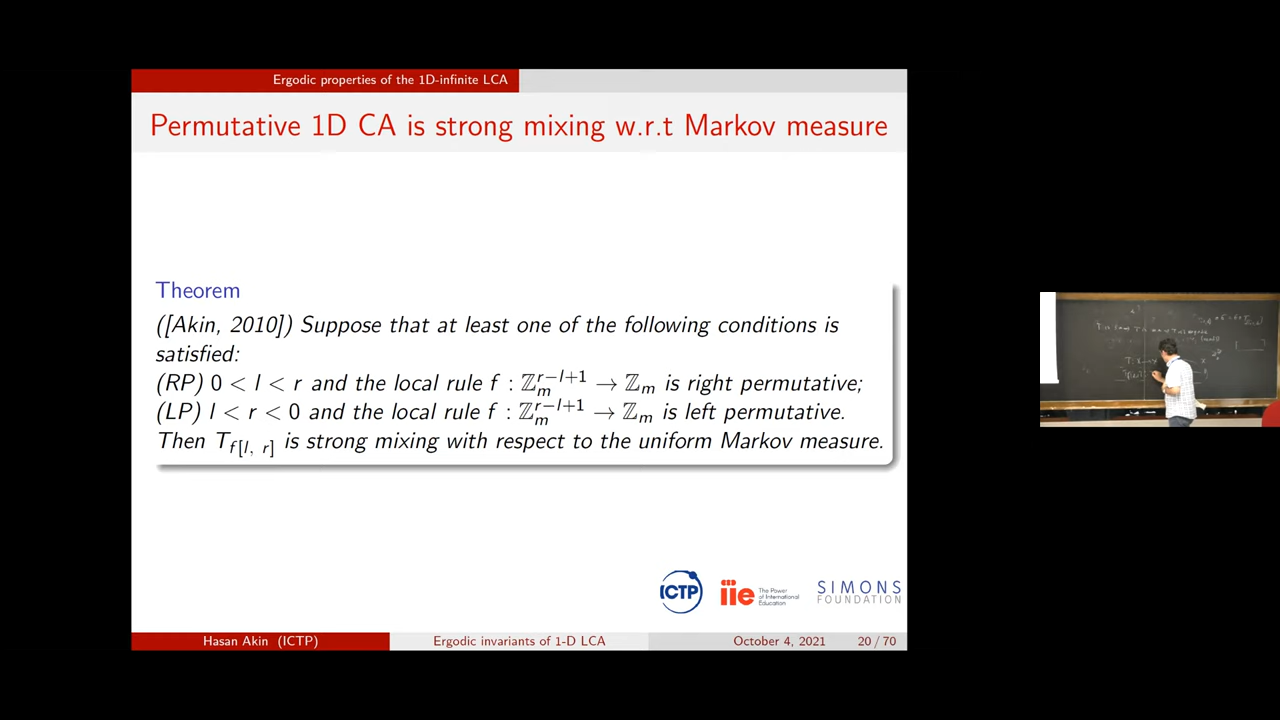 Ergodic properties of the 1D-infinite LCA
Permutative 1D CA is strong mixing w.r.t Markov measure
Theorem
([Akin, 2010]) Suppose that at least one of the following conditions is
satisfied:
(RP) 0 < l < r and the local rule f : ℤ_m^{r−l+1} → ℤ_m is right permutative;
(LP) l < r < 0 and the local rule f : ℤ_m^{r−l+1} → ℤ_m is left permutative.
Then T_{f[l, r]} is strong mixing with respect to the uniform Markov measure.
ICTP
iie The Power of International Education
SIMONS FOUNDATION
Hasan Akin (ICTP) Ergodic invariants of 1-D LCA October 4, 2021 20 / 70